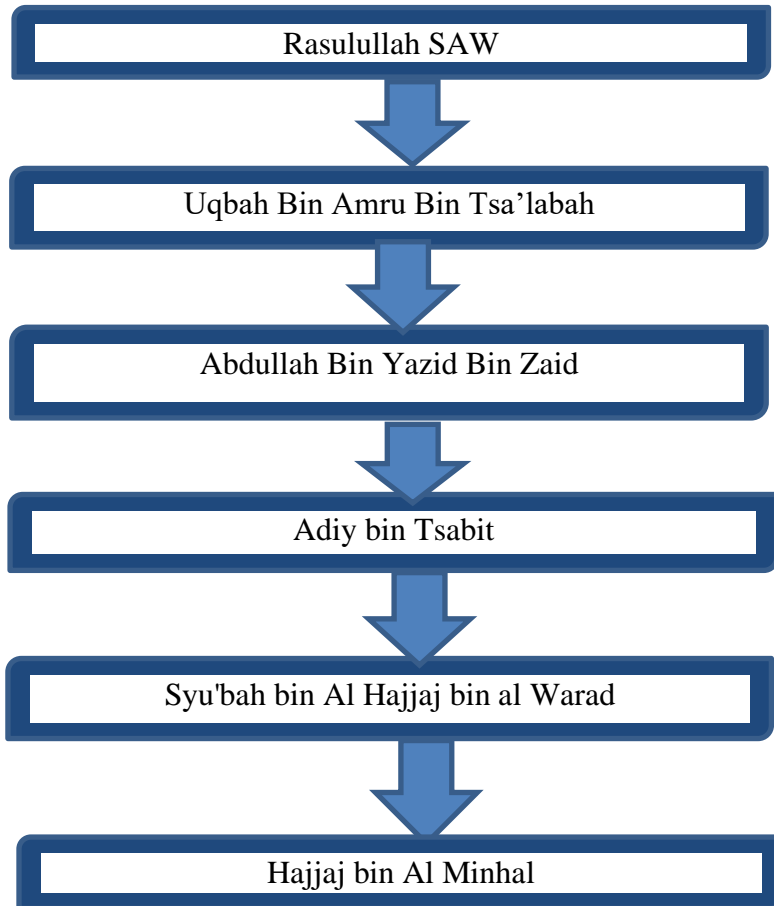 Rasulullah SAW
Uqbah Bin Amru Bin Tsa’labah
Abdullah Bin Yazid Bin Zaid
Adiy bin Tsabit
Syu'bah bin Al Hajjaj bin al Warad
Hajjaj bin Al Minhal